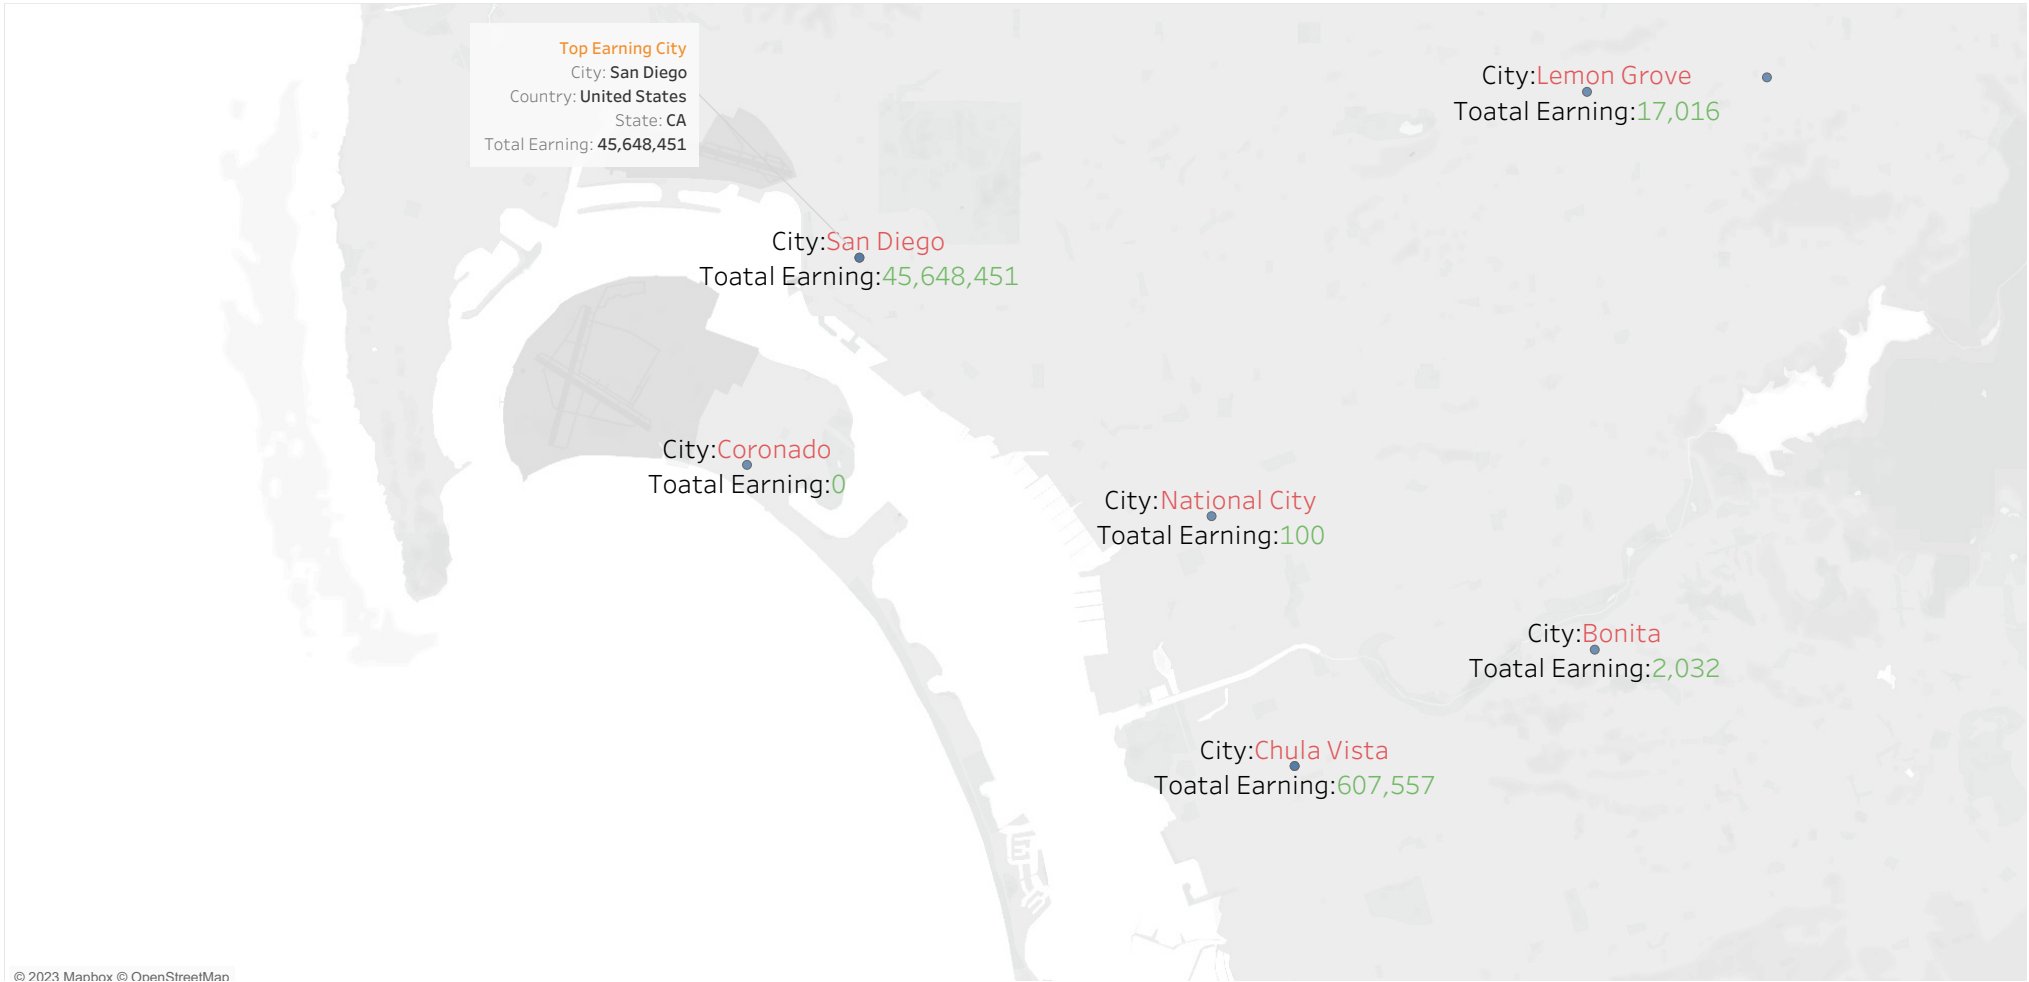 Top Earning City
City: San Diego
Country: United States
State: CA
Total Earning: 45,648,451
City:Lemon Grove
Toatal Earning:17,016
City:San Diego
Toatal Earning:45,648,451
City:Coronado
Toatal Earning:0
City:National City
Toatal Earning:100
City:Bonita
Toatal Earning:2,032
City:Chula Vista
Toatal Earning:607,557
© 2023 Mapbox © OpenStreetMap